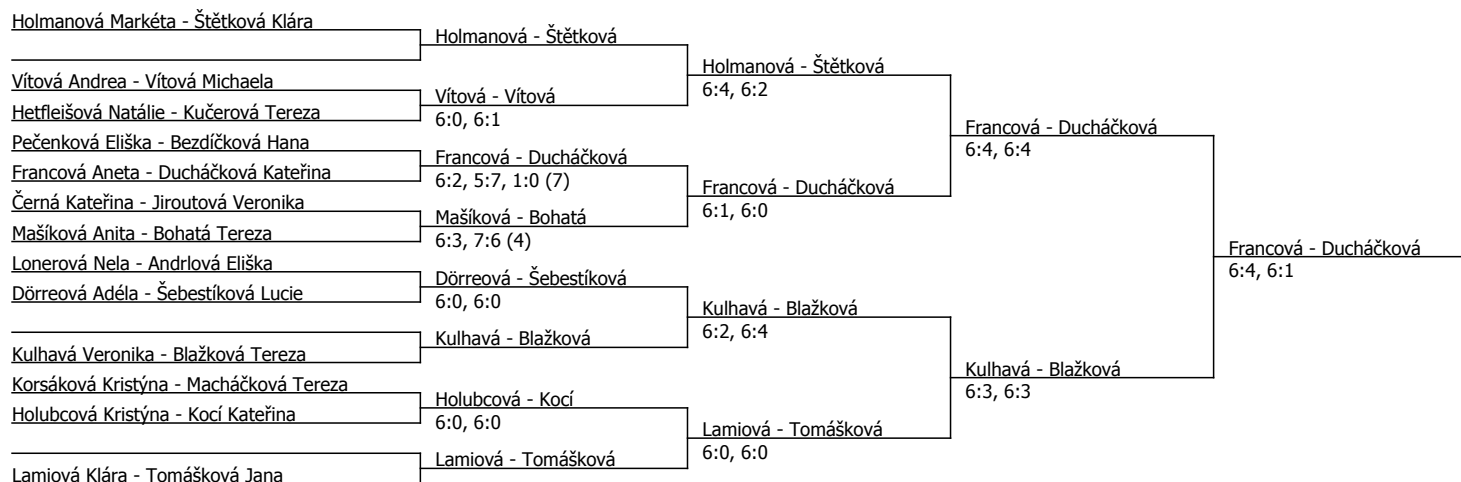 Holmanová Markéta - Štětková Klára
Vítová Andrea - Vítová Michaela
Hetfleišová Natálie - Kučerová Tereza
Pečenková Eliška - Bezdíčková Hana
Francová Aneta - Ducháčková Kateřina
Černá Kateřina - Jiroutová Veronika
Mašíková Anita - Bohatá Tereza
Lonerová Nela - Andrlová Eliška
Dörreová Adéla - Šebestíková Lucie
Kulhavá Veronika - Blažková Tereza
Korsáková Kristýna - Macháčková Tereza
Holubcová Kristýna - Kocí Kateřina
Lamiová Klára - Tomášková Jana
Holmanová - Štětková
Vítová - Vítová
6:0, 6:1
Francová - Ducháčková
6:2, 5:7, 1:0 (7)
Mašíková - Bohatá
6:3, 7:6 (4)
Dörreová - Šebestíková
6:0, 6:0
Kulhavá - Blažková
Holubcová - Kocí
6:0, 6:0
Lamiová - Tomášková
Holmanová - Štětková
6:4, 6:2
Francová - Ducháčková
6:1, 6:0
Kulhavá - Blažková
6:2, 6:4
Lamiová - Tomášková
6:0, 6:0
Francová - Ducháčková
6:4, 6:4
Kulhavá - Blažková
6:3, 6:3
Francová - Ducháčková
6:4, 6:1